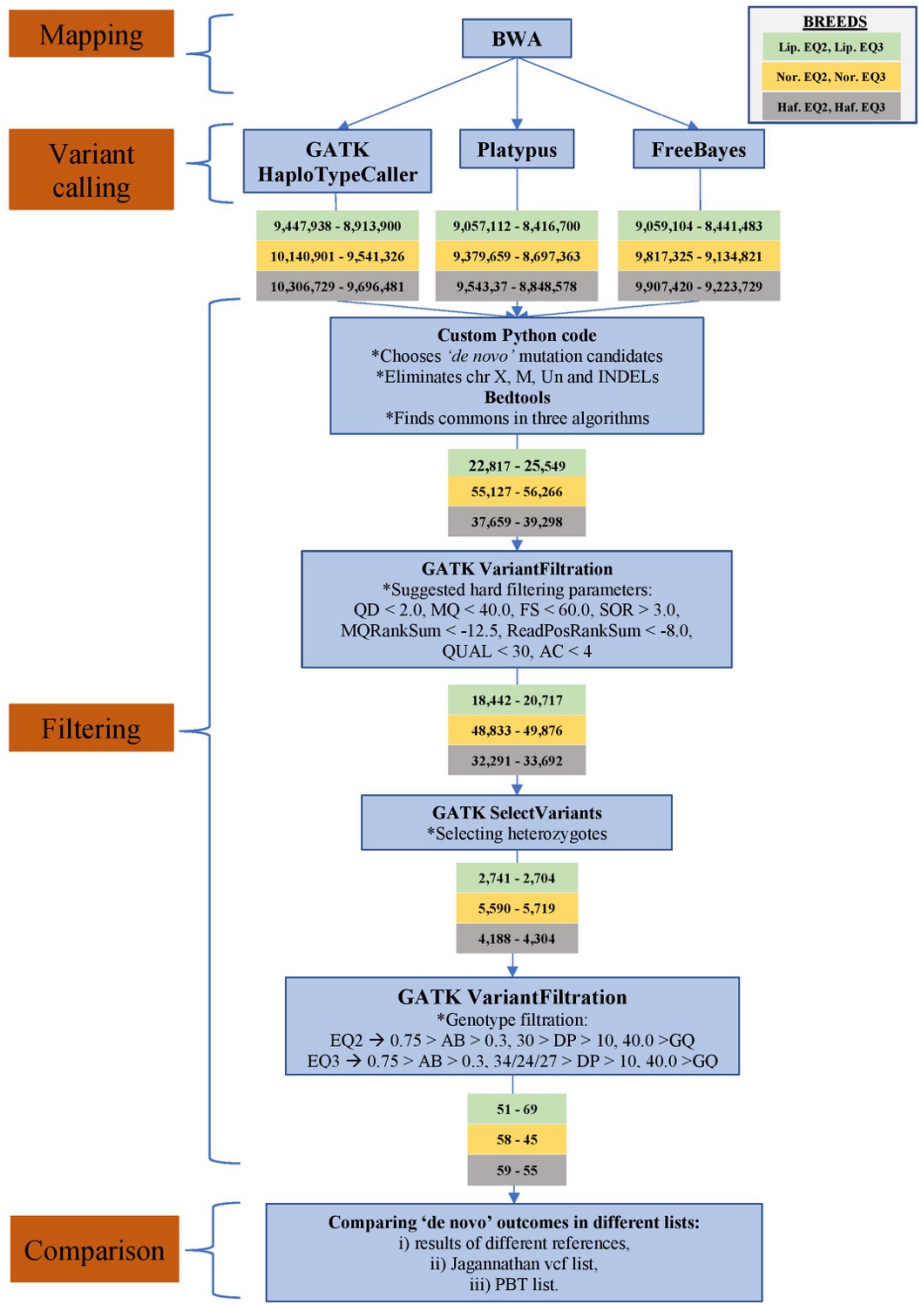 Mapping
BWA
BREEDS
Lip. EQ2, Lip. EQ3
Nor. EQ2, Nor. EQ3
Haf. EQ2, Haf. EQ3
Variant
calling
GATK
HaploTypeCaller
Platypus
FreeBayes
9,447,938 - 8,913,900
10,140,901 - 9,541,326
10,306,729 - 9,696,481
9,057,112 - 8,416,700
9,379,659 - 8,697,363
9,543,37 - 8,848,578
9,059,104 - 8,441,483
9,817,325 - 9,134,821
9,907,420 - 9,223,729
Filtering
Custom Python code
*Chooses ‘de novo’ mutation candidates
*Eliminates chr X, M, Un and INDELs
Bedtools
*Finds commons in three algorithms
22,817 - 25,549
55,127 - 56,266
37,659 - 39,298
GATK VariantFiltration
*Suggested hard filtering parameters:
QD < 2.0, MQ < 40.0, FS < 60.0, SOR > 3.0,
MQRankSum < -12.5, ReadPosRankSum < -8.0,
QUAL < 30, AC < 4
18,442 - 20,717
48,833 - 49,876
32,291 - 33,692
GATK SelectVariants
*Selecting heterozygotes
2,741 - 2,704
5,590 - 5,719
4,188 - 4,304
GATK VariantFiltration
*Genotype filtration:
EQ2 → 0.75 > AB > 0.3, 30 > DP > 10, 40.0 >GQ
EQ3 → 0.75 > AB > 0.3, 34/24/27 > DP > 10, 40.0 >GQ
51 - 69
58 - 45
59 - 55
Comparison
Comparing ‘de novo’ outcomes in different lists:
i) results of different references,
ii) Jagannathan vcf list,
iii) PBT list.